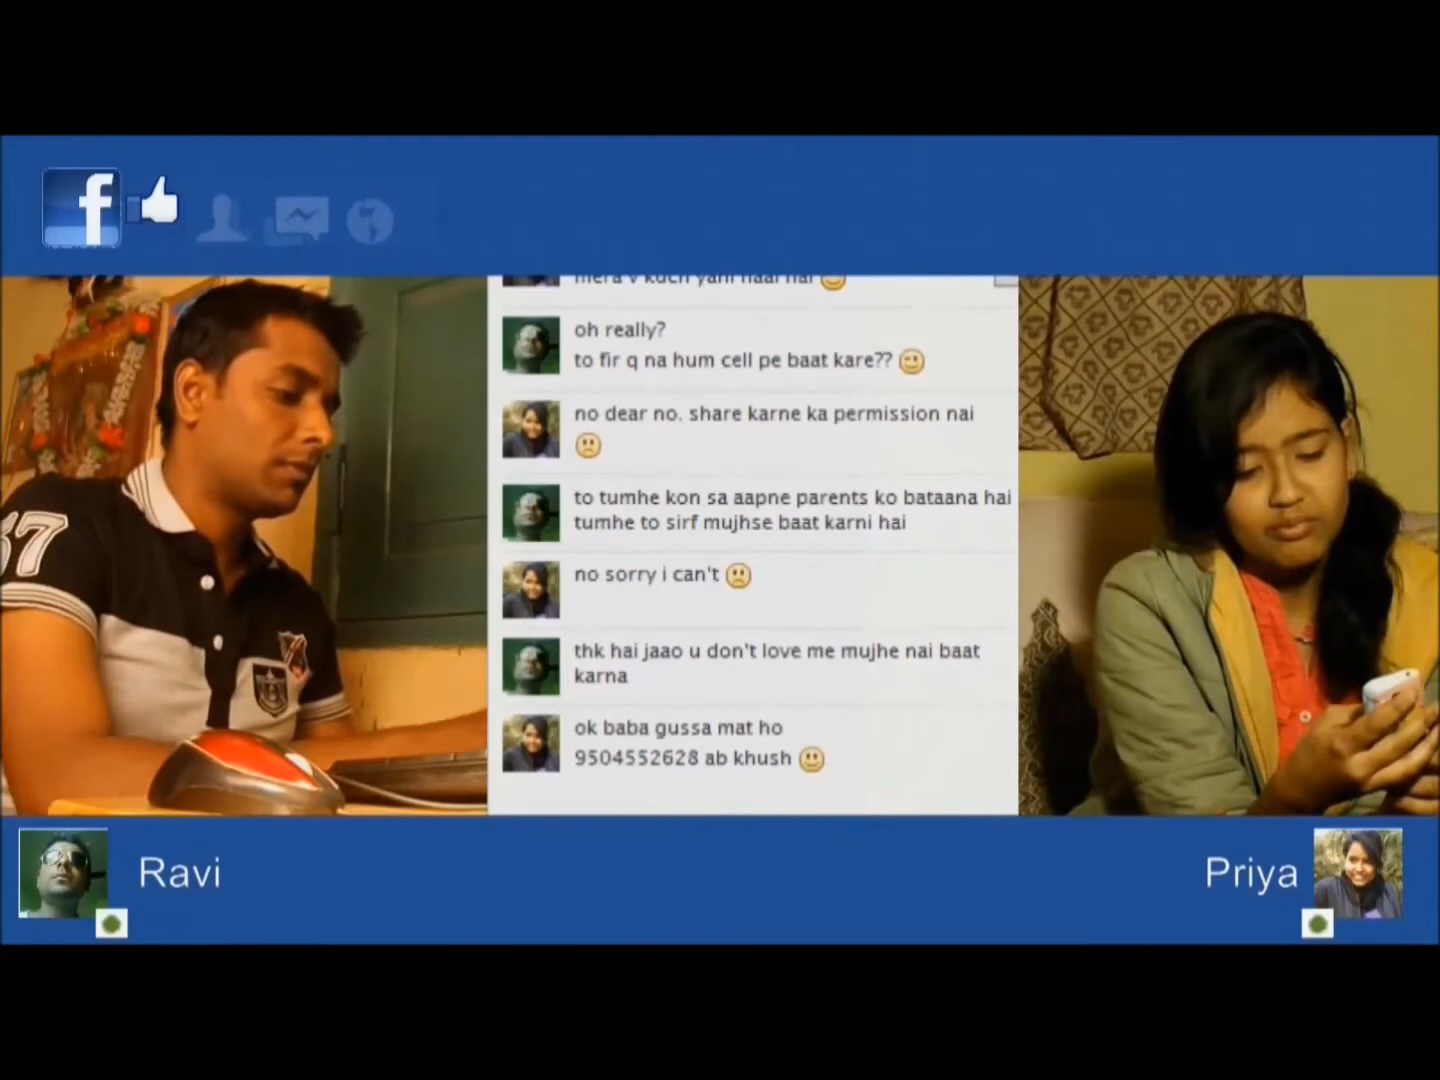 f
oh really?
to fir q na hum cell pe baat kare??
no dear no. share karne ka permission nai
to tumhe kon sa aapne parents ko bataana hai
tumhe to sirf mujhse baat karni hai
no sorry i can't
thk hai jaao u don't love me mujhe nai baat
karna
ok baba gussa mat ho
9504552628 ab khush
37
Ravi
Priya